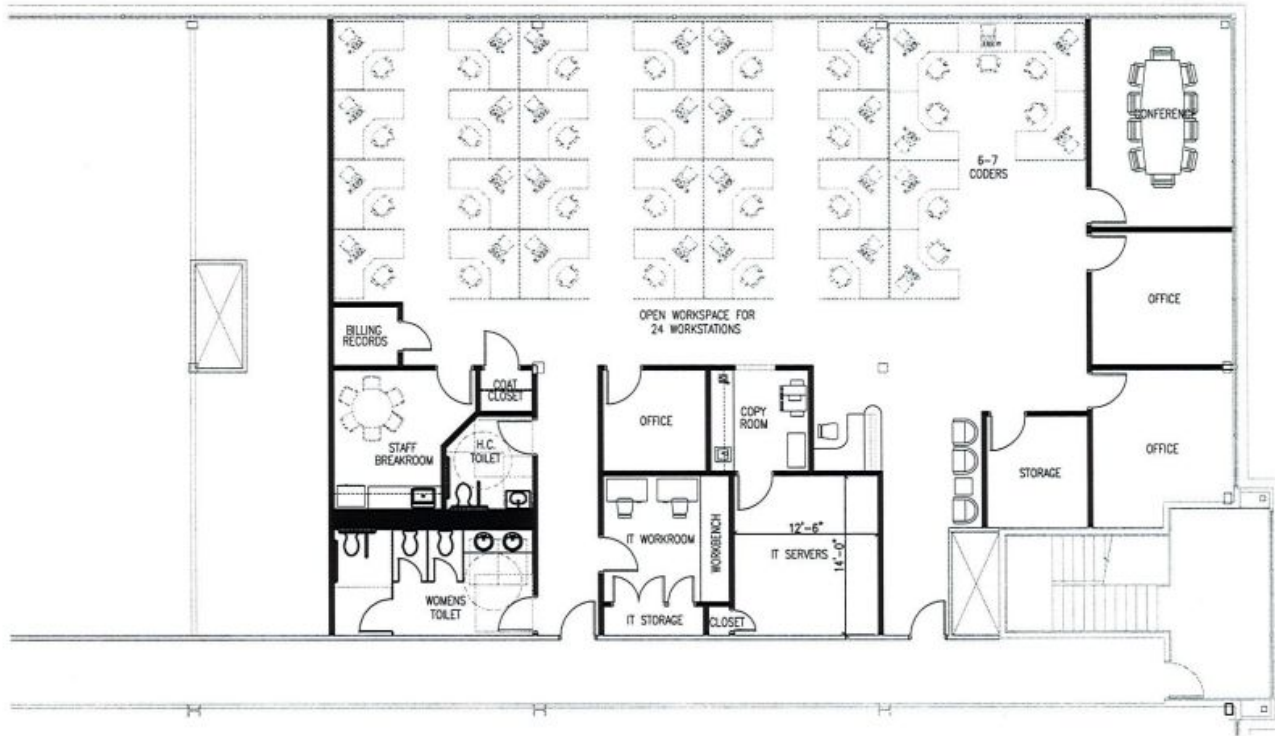 CONFERENCE
6-7
CODERS
OFFICE
OPEN WORKSPACE FOR
24 WORKSTATIONS
BILLING
RECORDS
COAT
CLOSET
OFFICE
COPY
ROOM
H.C.
TOILET
STAFF
BREAKROOM
STORAGE
OFFICE
12'-6"
IT WORKROOM
WORKBENCH
IT SERVERS
14'-0"
WOMENS
TOILET
IT STORAGE
CLOSET